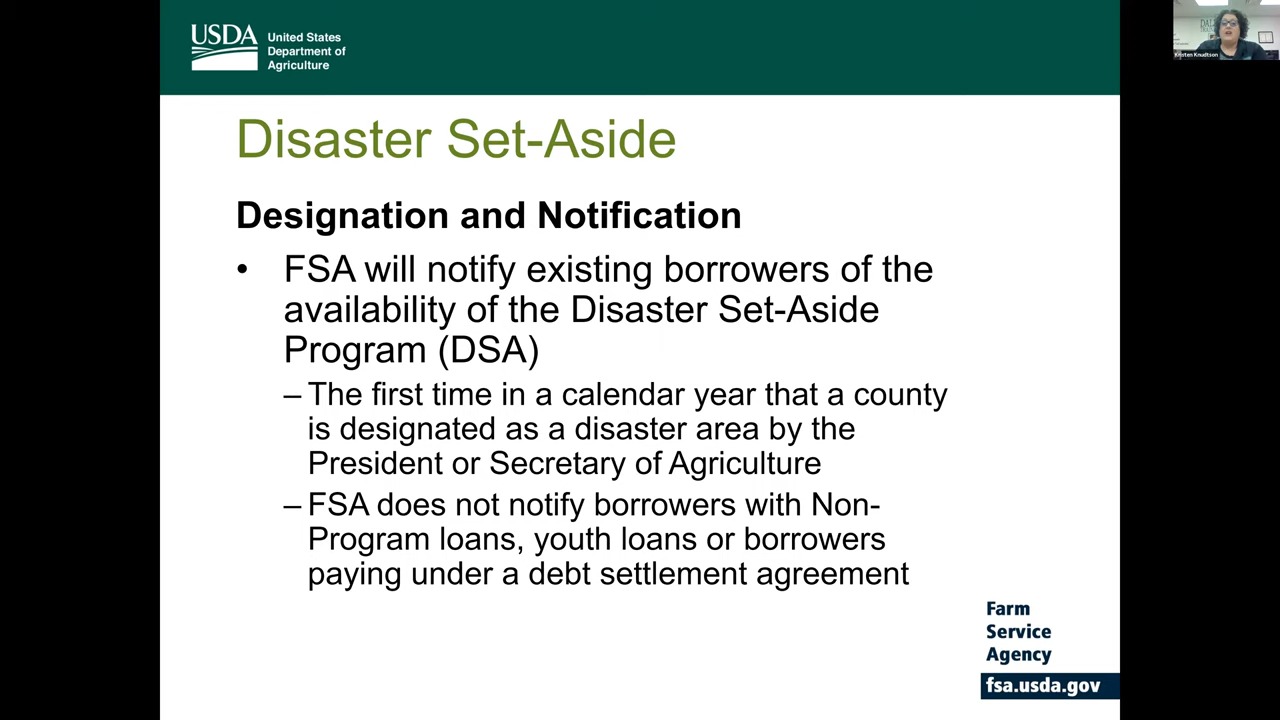 USDA
United States
Department of
Agriculture
Kristen Knudtson
Disaster Set-Aside
Designation and Notification
• FSA will notify existing borrowers of the
availability of the Disaster Set-Aside
Program (DSA)
– The first time in a calendar year that a county
is designated as a disaster area by the
President or Secretary of Agriculture
– FSA does not notify borrowers with Non-
Program loans, youth loans or borrowers
paying under a debt settlement agreement
Farm
Service
Agency
fsa.usda.gov